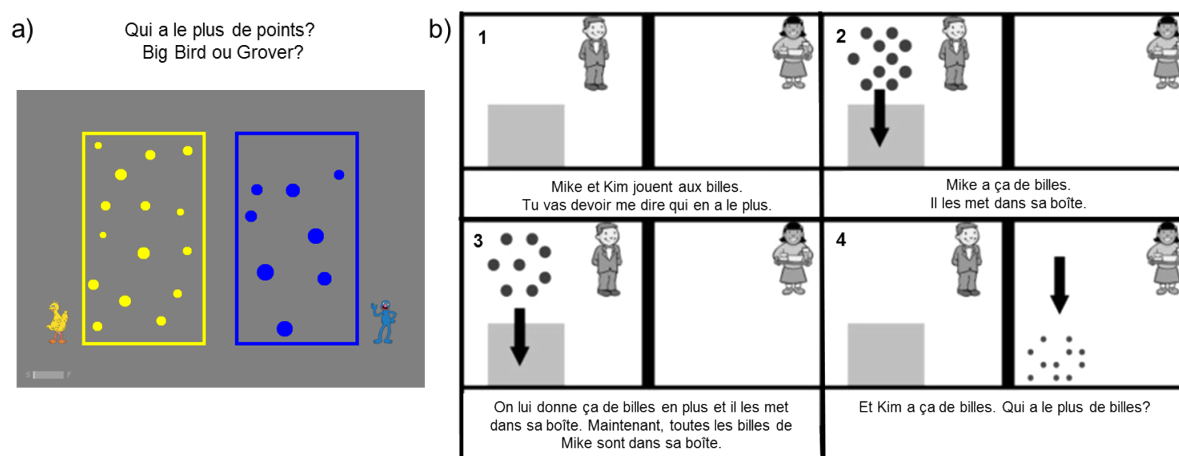 a)
Qui a le plus de points?
Big Bird ou Grover?
b)
1
2
Mike et Kim jouent aux billes.
Tu vas devoir me dire qui en a le plus.
Mike a ça de billes.
Il les met dans sa boîte.
3
4
On lui donne ça de billes en plus et il les met
dans sa boîte. Maintenant, toutes les billes de
Mike sont dans sa boîte.
Et Kim a ça de billes. Qui a le plus de billes?